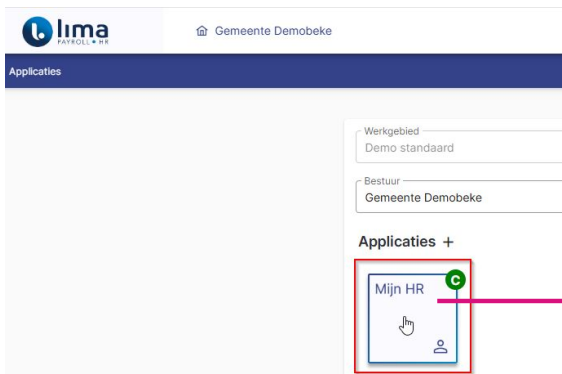 lima
PAYROLL • HR
Gemeente Demobeke
Applicaties
Werkgebied
Demo standaard
Bestuur
Gemeente Demobeke
Applicaties +
Mijn HR
C